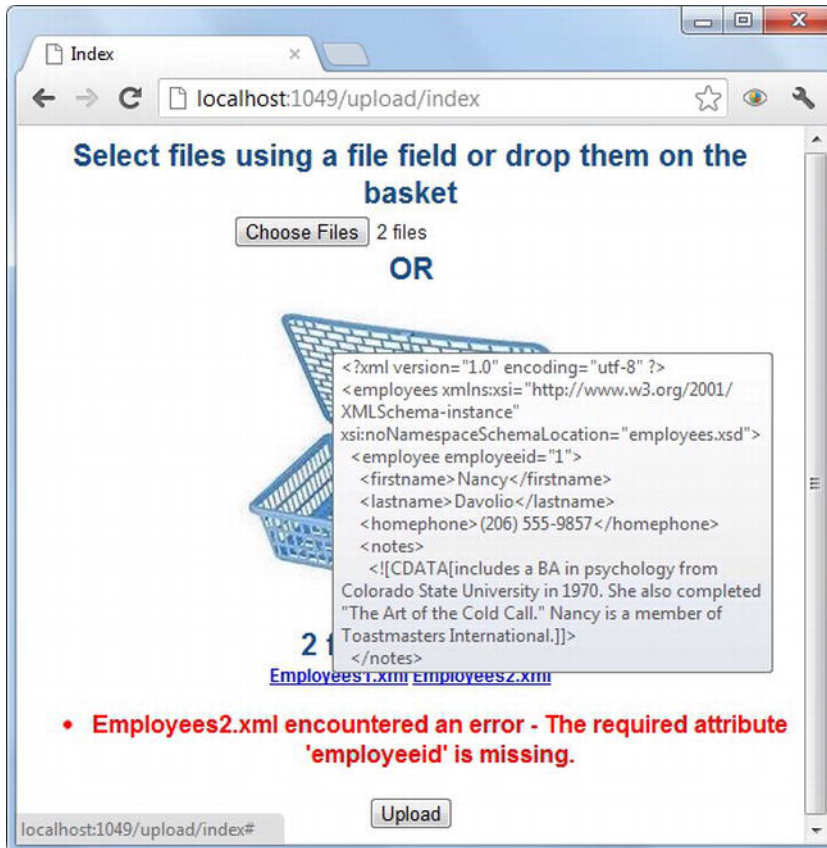 Index
localhost:1049/upload/index
Select files using a file field or drop them on the
basket
Choose Files 2 files
OR
<?xml version="1.0" encoding="utf-8" ?>
<employees xmlns:xsi="http://www.w3.org/2001/
XMLSchema-instance"
xsi:noNamespaceSchemaLocation="employees.xsd">
<employee employeeid="1">
<firstname>Nancy</firstname>
<lastname>Davolio</lastname>
<homephone>(206) 555-9857</homephone>
<notes>
<![CDATA[includes a BA in psychology from
Colorado State University in 1970. She also completed
"The Art of the Cold Call." Nancy is a member of
Toastmasters International.]]>
</notes>
2 f
Employees1.xml Employees2.xml
• Employees2.xml encountered an error - The required attribute
'employeeid' is missing.
Upload
localhost:1049/upload/index#